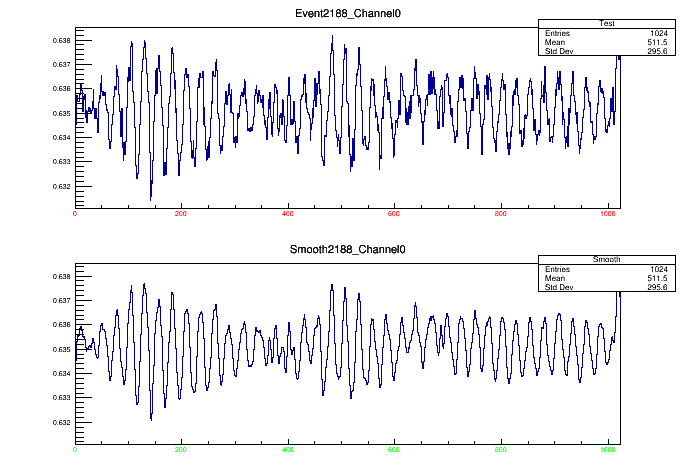 Event2188_Channel0
Test
Entries 1024
Mean 511.5
Std Dev 295.6
0.638
0.637
0.636
0.635
0.634
0.633
0.632
0 200 400 600 800 1000
Smooth2188_Channel0
Smooth
Entries 1024
Mean 511.5
Std Dev 295.6
0.638
0.637
0.636
0.635
0.634
0.633
0.632
0 200 400 600 800 1000